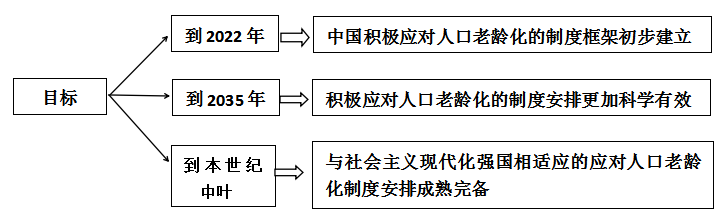 目标
到 2022 年
中国积极应对人口老龄化的制度框架初步建立
到 2035 年
积极应对人口老龄化的制度安排更加科学有效
到本世纪
中叶
与社会主义现代化强国相适应的应对人口老龄
化制度安排成熟完备